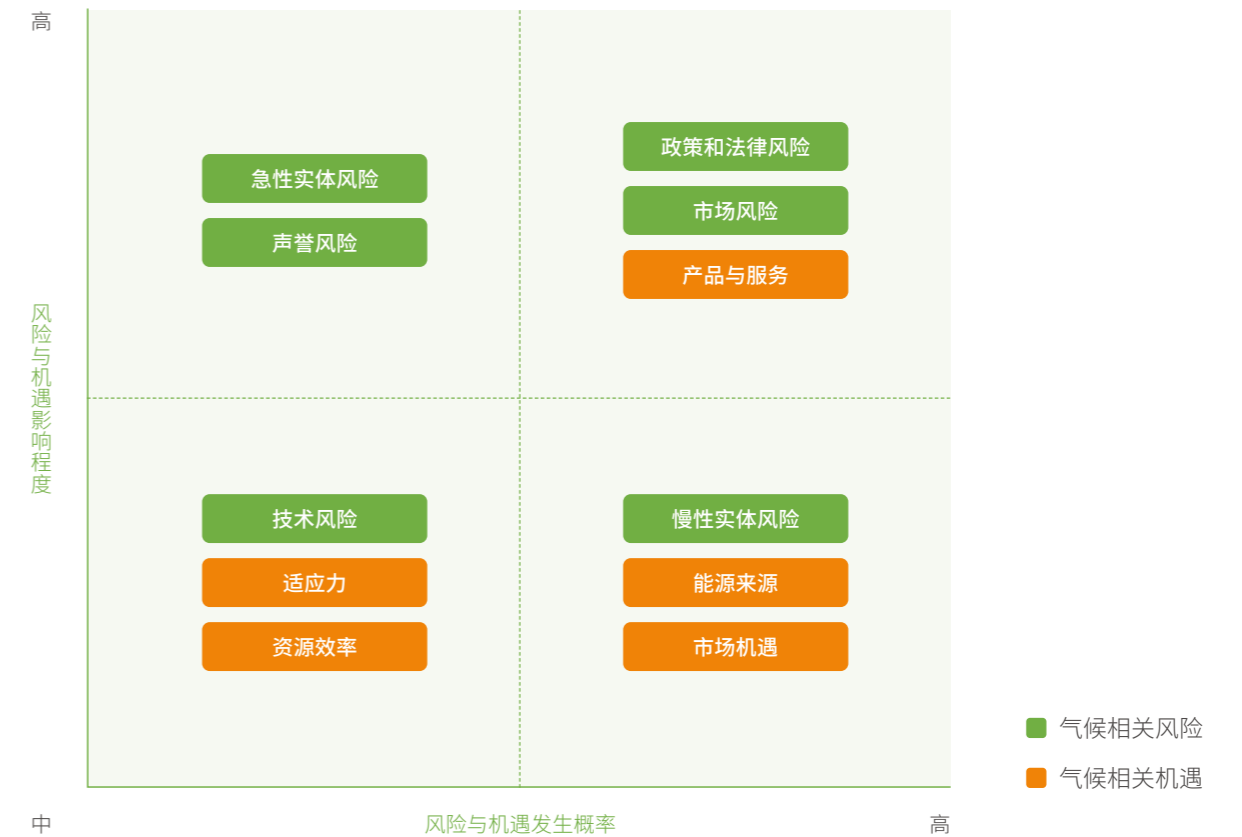 高
急性实体风险
声誉风险
政策和法律风险
市场风险
产品与服务
风险与机遇影响程度
技术风险
适应力
资源效率
慢性实体风险
能源来源
市场机遇
气候相关风险
气候相关机遇
中
风险与机遇发生概率
高